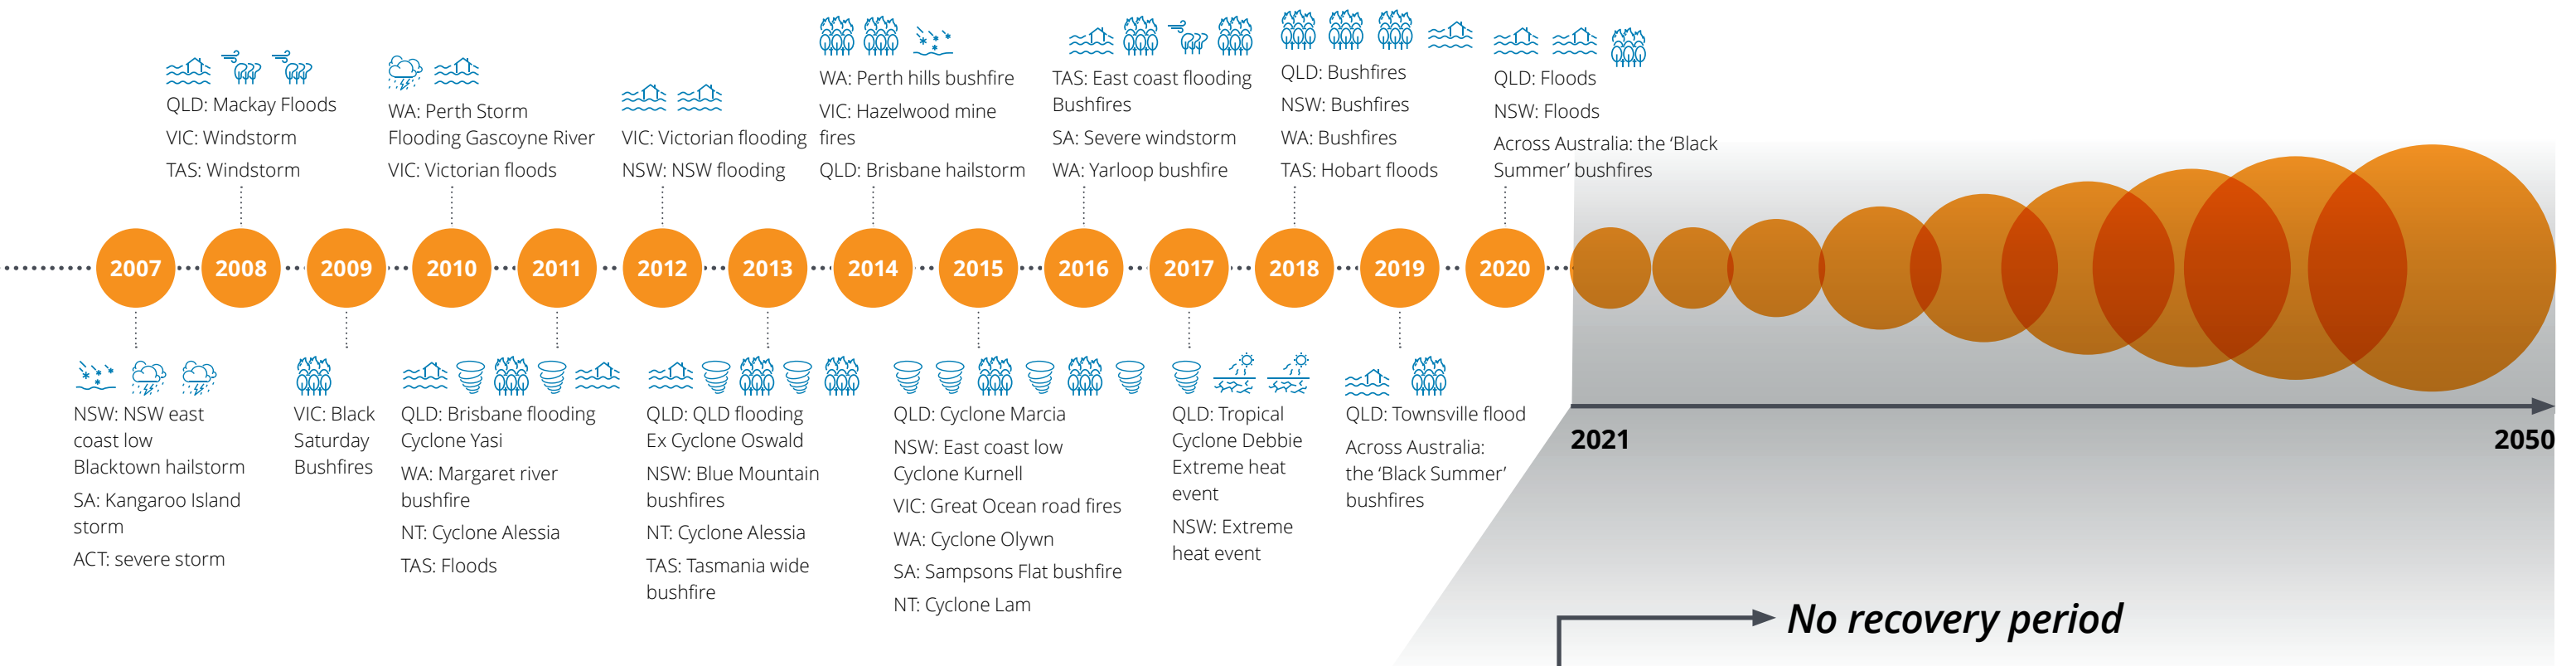 QLD: Mackay Floods
VIC: Windstorm
TAS: Windstorm
WA: Perth Storm
Flooding Gascoyne River
VIC: Victorian floods
VIC: Victorian flooding
NSW: NSW flooding
WA: Perth hills bushfire
VIC: Hazelwood mine
fires
QLD: Brisbane hailstorm
TAS: East coast flooding
Bushfires
SA: Severe windstorm
WA: Yarloop bushfire
QLD: Bushfires
NSW: Bushfires
WA: Bushfires
TAS: Hobart floods
QLD: Floods
NSW: Floods
Across Australia: the ‘Black
Summer’ bushfires
2007
2008
2009
2010
2011
2012
2013
2014
2015
2016
2017
2018
2019
2020
NSW: NSW east
coast low
Blacktown hailstorm
SA: Kangaroo Island
storm
ACT: severe storm
VIC: Black
Saturday
Bushfires
QLD: Brisbane flooding
Cyclone Yasi
WA: Margaret river
bushfire
NT: Cyclone Alessia
TAS: Floods
QLD: QLD flooding
Ex Cyclone Oswald
NSW: Blue Mountain
bushfires
NT: Cyclone Alessia
TAS: Tasmania wide
bushfire
QLD: Cyclone Marcia
NSW: East coast low
Cyclone Kurnell
VIC: Great Ocean road fires
WA: Cyclone Olywn
SA: Sampsons Flat bushfire
NT: Cyclone Lam
QLD: Tropical
Cyclone Debbie
Extreme heat
event
NSW: Extreme
heat event
QLD: Townsville flood
Across Australia:
the ‘Black Summer’
bushfires
2021
2050
No recovery period